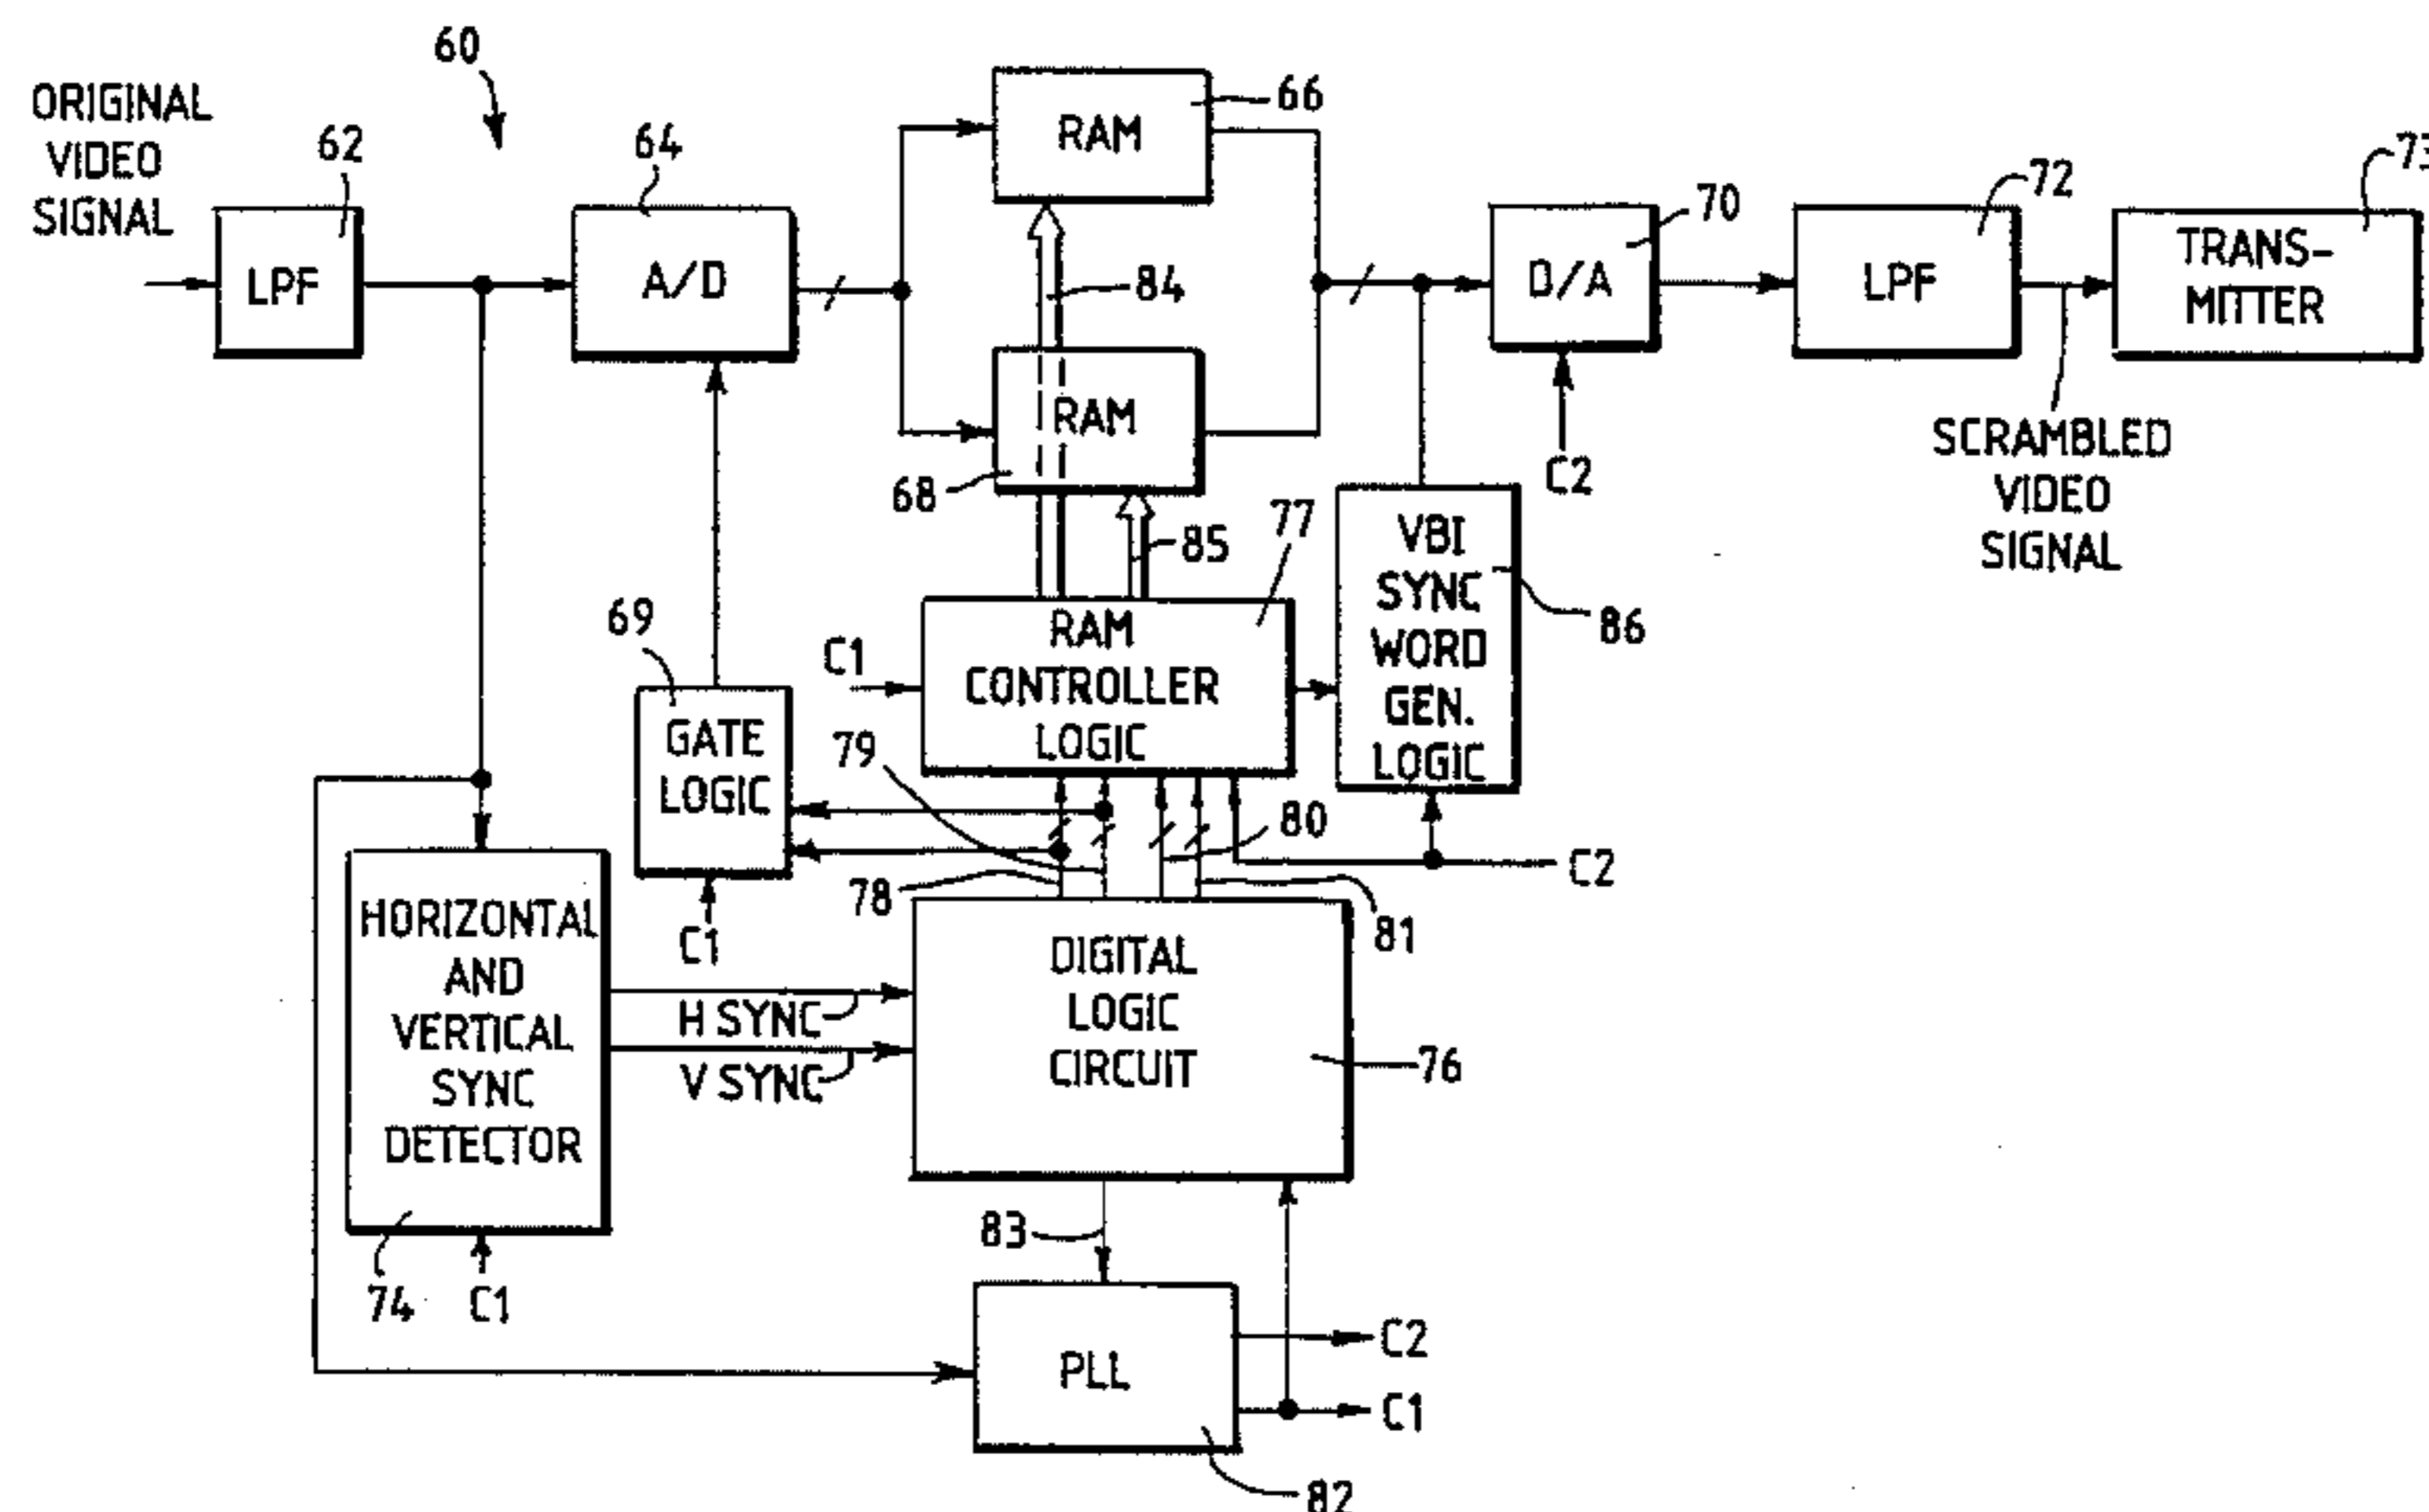 60
ORIGINAL
VIDEO
SIGNAL
62
LPF
64
A/D
RAM
66
84
RAM
68
85
70
D/A
C2
72
LPF
73
TRANS-
MITTER
SCRAMBLED
VIDEO
SIGNAL
69
GATE
LOGIC
C1
C1
77
RAM
CONTROLLER
LOGIC
VBI
SYNC
WORD
GEN.
LOGIC
86
79
78
80
81
C2
HORIZONTAL
AND
VERTICAL
SYNC
DETECTOR
74
C1
H SYNC
V SYNC
DIGITAL
LOGIC
CIRCUIT
76
83
PLL
C2
C1
82